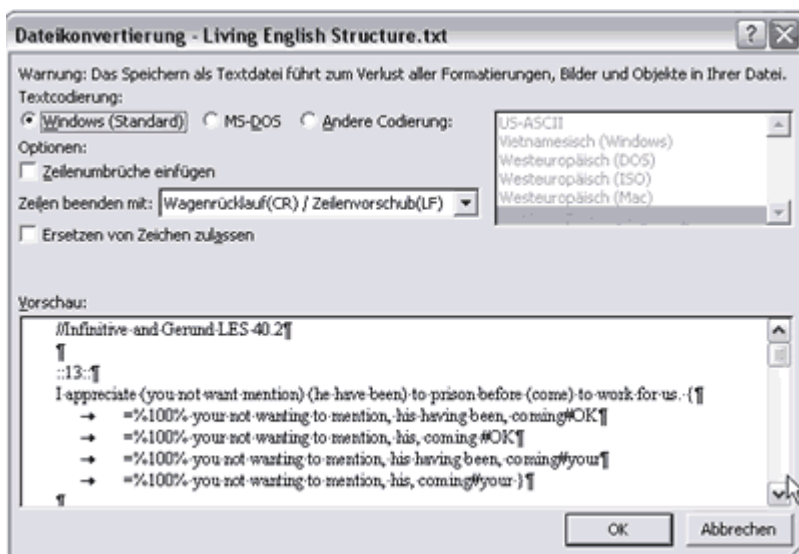 Dateikonvertierung - Living English Structure.txt
Warnung: Das Speichern als Textdatei führt zum Verlust aller Formatierungen, Bilder und Objekte in Ihrer Datei.
Textcodierung:
Windows (Standard) MS-DOS Andere Codierung:
US-ASCII
Vietnamesisch (Windows)
Westeuropäisch (DOS)
Westeuropäisch (ISO)
Westeuropäisch (Mac)
Optionen:
Zeilenumbrüche einfügen
Zeilen beenden mit: Wagenrücklauf(CR) / Zeilenvorschub(LF)
Ersetzen von Zeichen zulassen
Vorschau:
//Infinitive·and·Gerund·LES·40.2¶
¶
::13::¶
I·appreciate·(you·not·want·mention)·(he·have·been)·to·prison·before·(come)·to·work·for·us.·{¶
→ =%100%·your·not·wanting·to·mention,·his·having·been,·coming#OK¶
→ =%100%·your·not·wanting·to·mention,·his,·coming·#OK¶
→ =%100%·you·not·wanting·to·mention,·his·having·been,·coming#your¶
→ =%100%·you·not·wanting·to·mention,·his,·coming#your·}¶
¶
OK Abbrechen